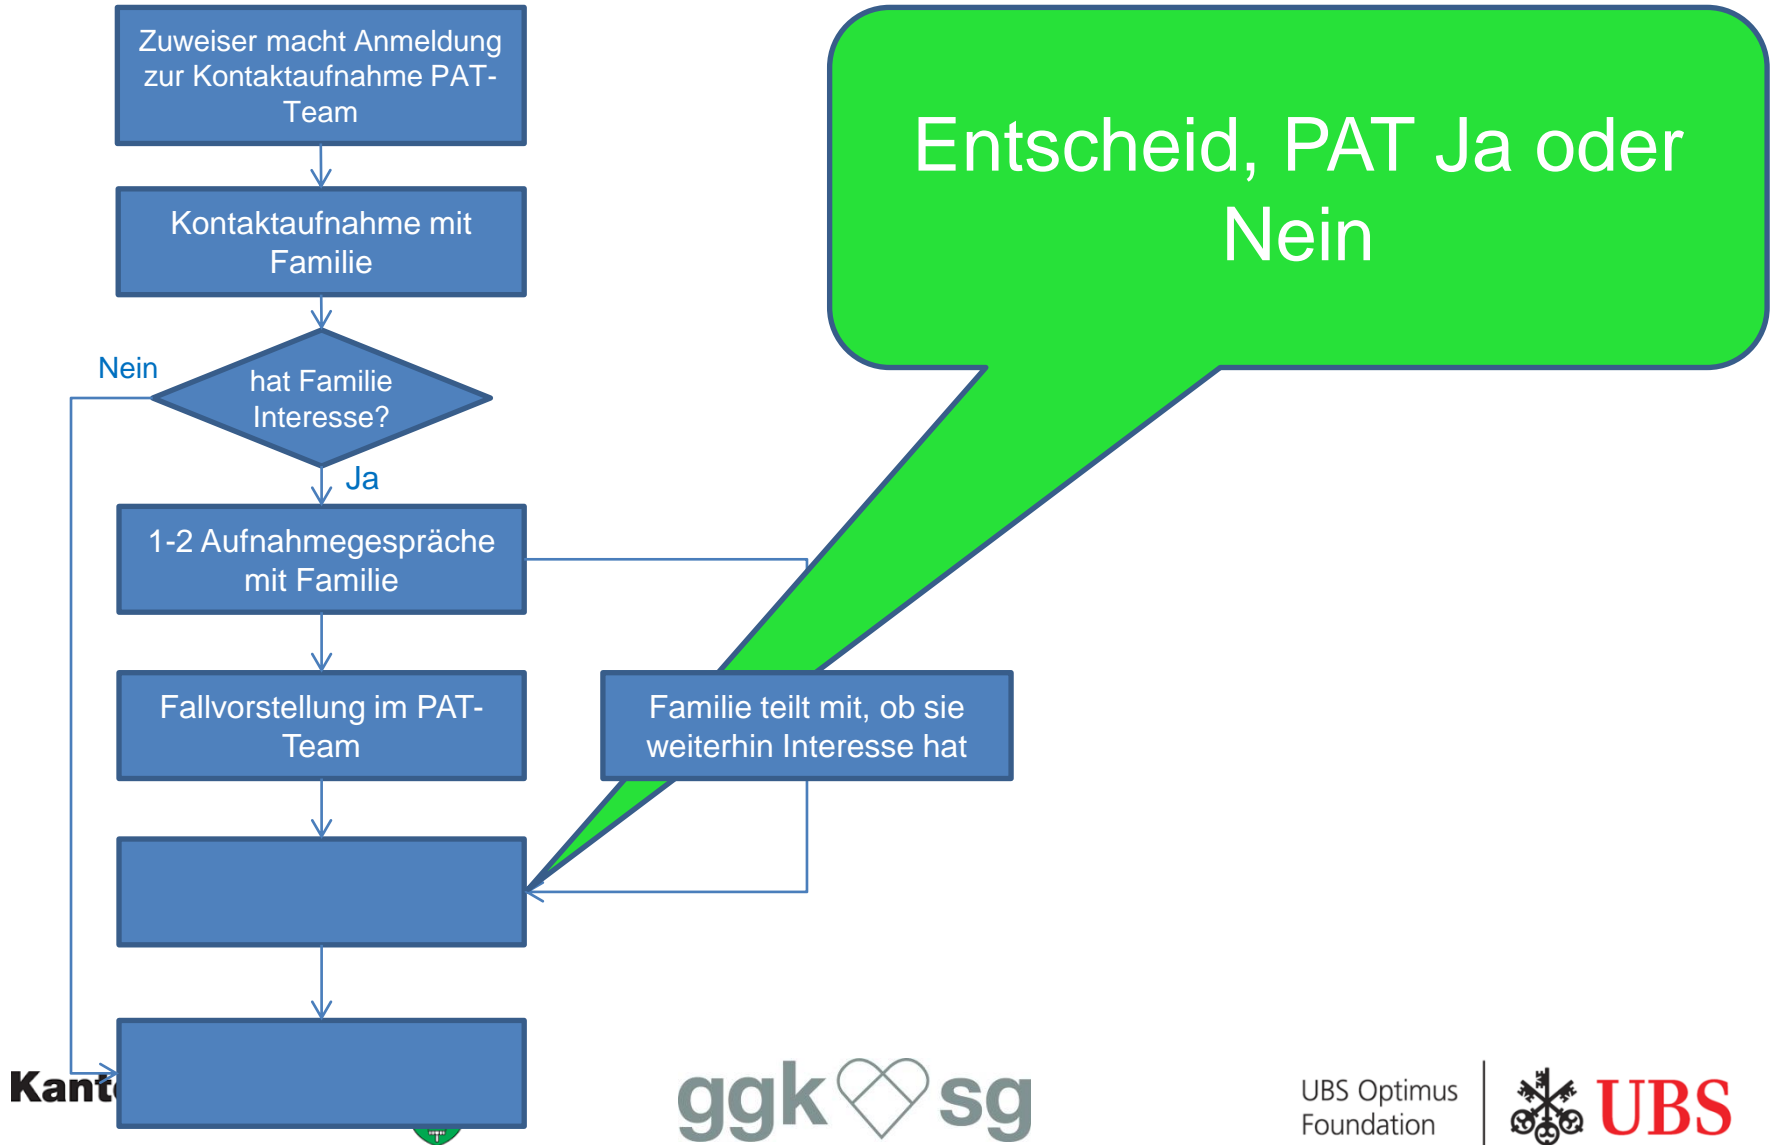 Zuweiser macht Anmeldung
zur Kontaktaufnahme PAT-
Team
Entscheid, PAT Ja oder
Nein
Kontaktaufnahme mit
Familie
Nein
hat Familie
Interesse?
Ja
1-2 Aufnahmegespräche
mit Familie
Fallvorstellung im PAT-
Team
Familie teilt mit, ob sie
weiterhin Interesse hat
ggk sg
UBS Optimus
Foundation
UBS